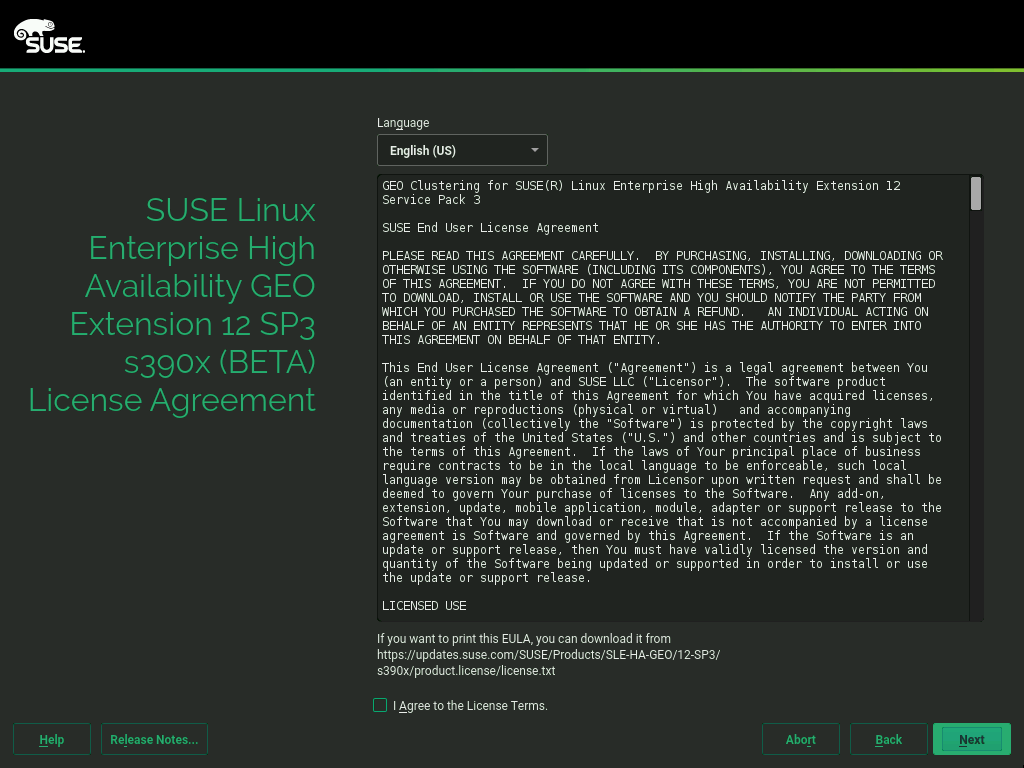 SUSE
Language
English (US)
SUSE Linux
Enterprise High
Availability GEO
Extension 12 SP3
s390x (BETA)
License Agreement
GEO Clustering for SUSE(R) Linux Enterprise High Availability Extension 12
Service Pack 3
SUSE End User License Agreement
PLEASE READ THIS AGREEMENT CAREFULLY.  BY PURCHASING, INSTALLING, DOWNLOADING OR
OTHERWISE USING THE SOFTWARE (INCLUDING ITS COMPONENTS), YOU AGREE TO THE TERMS
OF THIS AGREEMENT.  IF YOU DO NOT AGREE WITH THESE TERMS, YOU ARE NOT PERMITTED
TO DOWNLOAD, INSTALL OR USE THE SOFTWARE AND YOU SHOULD NOTIFY THE PARTY FROM
WHICH YOU PURCHASED THE SOFTWARE TO OBTAIN A REFUND.   AN INDIVIDUAL ACTING ON
BEHALF OF AN ENTITY REPRESENTS THAT HE OR SHE HAS THE AUTHORITY TO ENTER INTO
THIS AGREEMENT ON BEHALF OF THAT ENTITY.
This End User License Agreement ("Agreement") is a legal agreement between You
(an entity or a person) and SUSE LLC ("Licensor").  The software product
identified in the title of this Agreement for which You have acquired licenses,
any media or reproductions (physical or virtual)   and accompanying
documentation (collectively the "Software") is protected by the copyright laws
and treaties of the United States ("U.S.") and other countries and is subject to
the terms of this Agreement.  If the laws of Your principal place of business
require contracts to be in the local language to be enforceable, such local
language version may be obtained from Licensor upon written request and shall be
deemed to govern Your purchase of licenses to the Software.  Any add-on,
extension, update, mobile application, module, adapter or support release to the
Software that You may download or receive that is not accompanied by a license
agreement is Software and governed by this Agreement.  If the Software is an
update or support release, then You must have validly licensed the version and
quantity of the Software being updated or supported in order to install or use
the update or support release.
LICENSED USE
If you want to print this EULA, you can download it from
https://updates.suse.com/SUSE/Products/SLE-HA-GEO/12-SP3/
s390x/product.license/license.txt
I Agree to the License Terms.
Help
Release Notes...
Abort
Back
Next